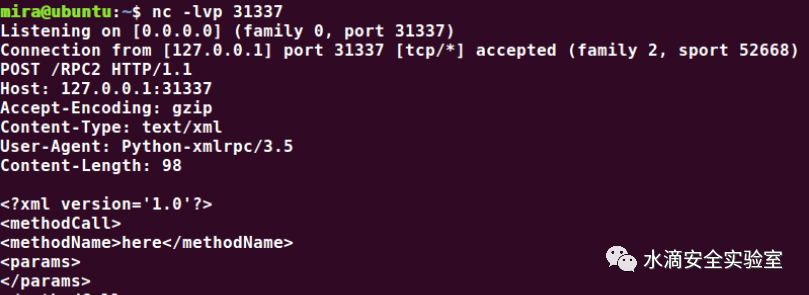 mira@ubuntu:~$ nc -lvp 31337
Listening on [0.0.0.0] (family 0, port 31337)
Connection from [127.0.0.1] port 31337 [tcp/*] accepted (family 2, sport 52668)
POST /RPC2 HTTP/1.1
Host: 127.0.0.1:31337
Accept-Encoding: gzip
Content-Type: text/xml
User-Agent: Python-xmlrpc/3.5
Content-Length: 98

<?xml version='1.0'?>
<methodCall>
<methodName>here</methodName>
<params>
</params>
水滴安全实验室